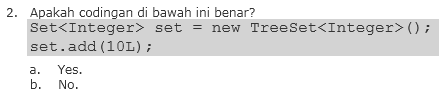 2. Apakah codingan di bawah ini benar?
Set<Integer> set = new TreeSet<Integer>();
set.add(10L);
a. Yes.
b. No.